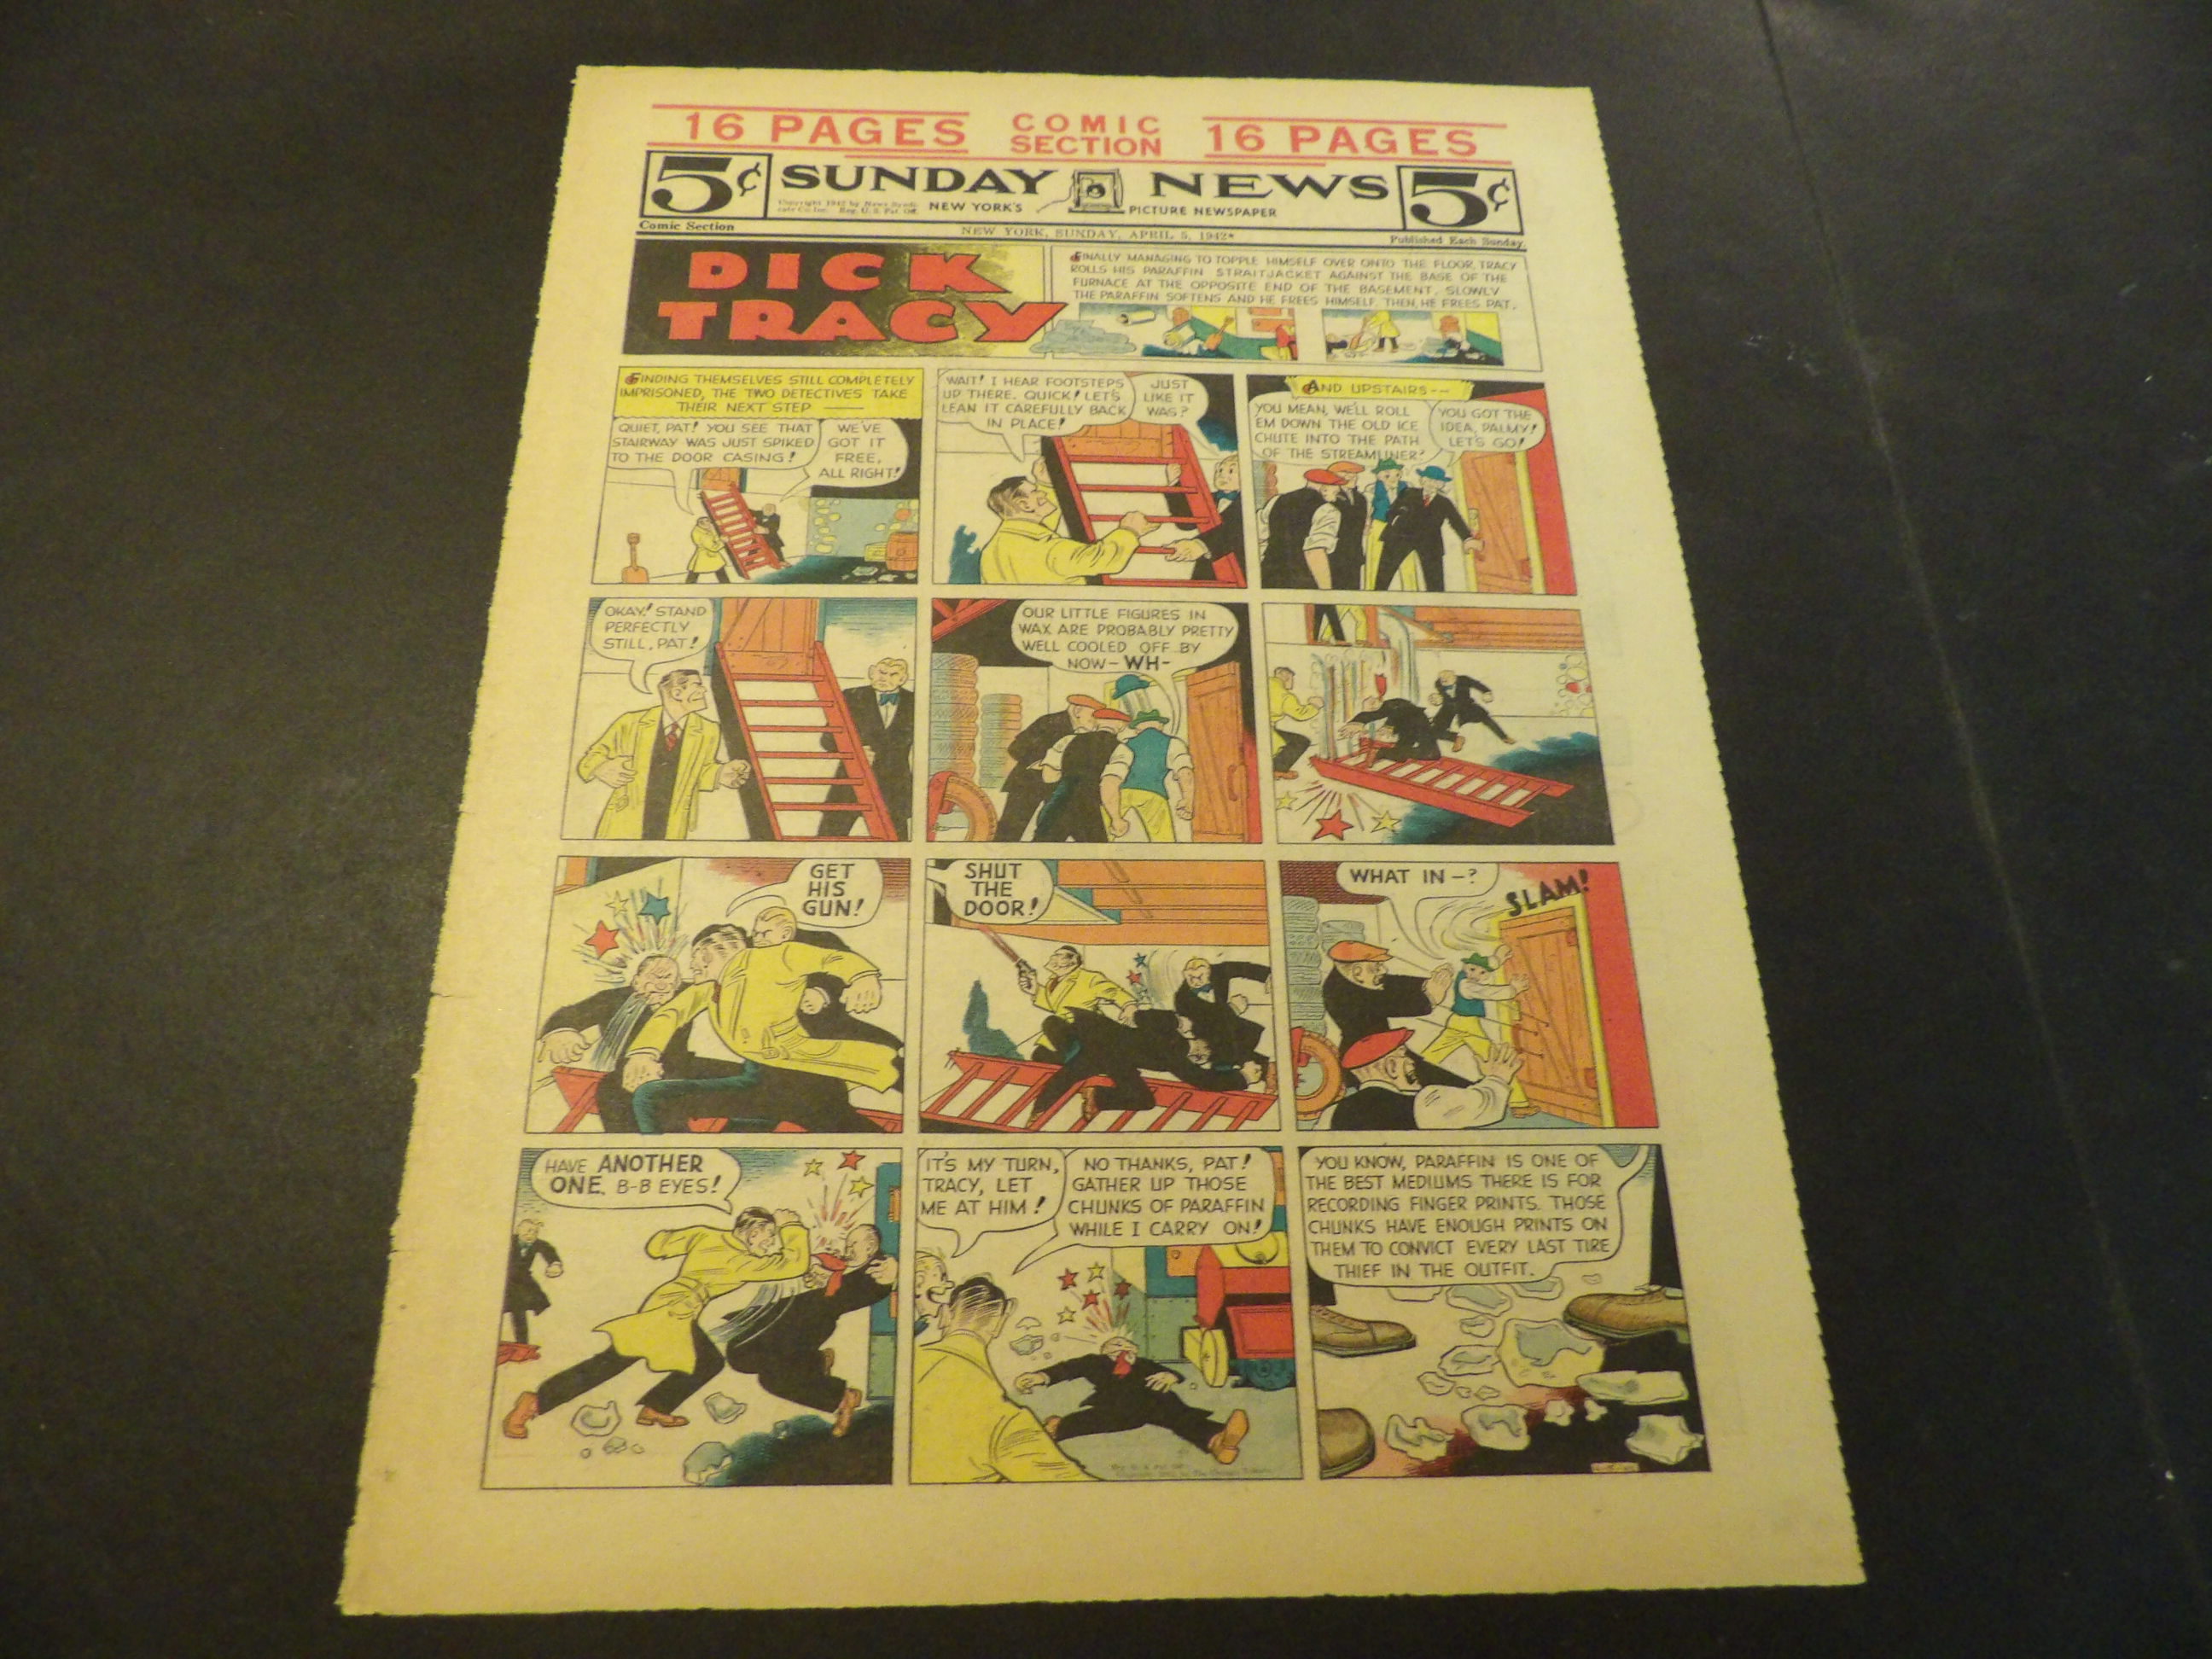 16 PAGES COMIC SECTION 16 PAGES
5¢ SUNDAY NEWS 5¢
Copyright 1942 by News Syndi-
cate Co. Inc. Reg. U. S. Pat. Off.
NEW YORK'S PICTURE NEWSPAPER
Comic Section
NEW YORK, SUNDAY, APRIL 5, 1942*
Published Each Sunday
DICK
TRACY
FINALLY MANAGING TO TOPPLE HIMSELF OVER ONTO THE FLOOR, TRACY
ROLLS HIS PARAFFIN STRAITJACKET AGAINST THE BASE OF THE
FURNACE AT THE OPPOSITE END OF THE BASEMENT. SLOWLY
THE PARAFFIN SOFTENS AND HE FREES HIMSELF. THEN, HE FREES PAT.
FINDING THEMSELVES STILL COMPLETELY
IMPRISONED, THE TWO DETECTIVES TAKE
THEIR NEXT STEP
QUIET, PAT! YOU SEE THAT
STAIRWAY WAS JUST SPIKED
TO THE DOOR CASING!
WE'VE
GOT IT
FREE,
ALL RIGHT!
WAIT! I HEAR FOOTSTEPS
UP THERE. QUICK! LET'S
LEAN IT CAREFULLY BACK
IN PLACE!
JUST
LIKE IT
WAS?
AND UPSTAIRS--
YOU MEAN, WE'LL ROLL
EM DOWN THE OLD ICE
CHUTE INTO THE PATH
OF THE STREAMLINER?
YOU GOT THE
IDEA, PALMY!
LET'S GO!
OKAY! STAND
PERFECTLY
STILL, PAT!
OUR LITTLE FIGURES IN
WAX ARE PROBABLY PRETTY
WELL COOLED OFF BY
NOW- WH-
GET
HIS
GUN!
SHUT
THE
DOOR!
WHAT IN -?
SLAM!
HAVE ANOTHER
ONE, B-B EYES!
IT'S MY TURN,
TRACY, LET
ME AT HIM!
NO THANKS, PAT!
GATHER UP THOSE
CHUNKS OF PARAFFIN
WHILE I CARRY ON!
YOU KNOW, PARAFFIN IS ONE OF
THE BEST MEDIUMS THERE IS FOR
RECORDING FINGER PRINTS. THOSE
CHUNKS HAVE ENOUGH PRINTS ON
THEM TO CONVICT EVERY LAST TIRE
THIEF IN THE OUTFIT.